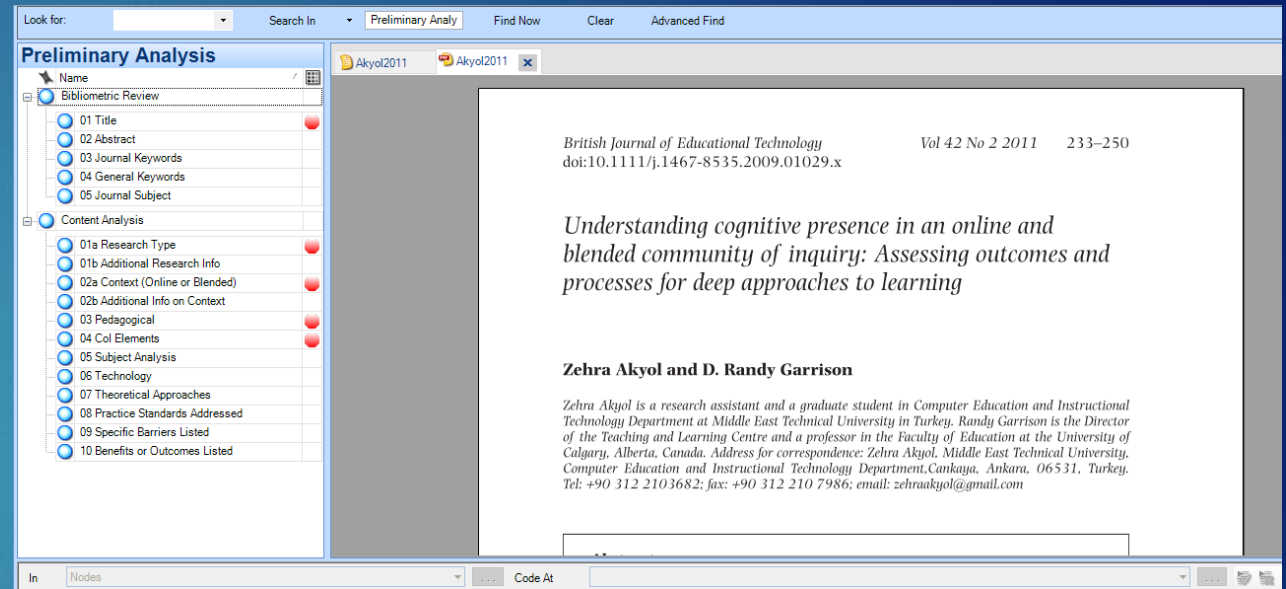 Look for: Search In Preliminary Analy Find Now Clear Advanced Find
Preliminary Analysis
Name
Bibliometric Review
01 Title
02 Abstract
03 Journal Keywords
04 General Keywords
05 Journal Subject
Content Analysis
01a Research Type
01b Additional Research Info
02a Context (Online or Blended)
02b Additional Info on Context
03 Pedagogical
04 CoI Elements
05 Subject Analysis
06 Technology
07 Theoretical Approaches
08 Practice Standards Addressed
09 Specific Barriers Listed
10 Benefits or Outcomes Listed
Akyol2011 Akyol2011
British Journal of Educational Technology Vol 42 No 2 2011 233–250
doi:10.1111/j.1467-8535.2009.01029.x
Understanding cognitive presence in an online and
blended community of inquiry: Assessing outcomes and
processes for deep approaches to learning
Zehra Akyol and D. Randy Garrison
Zehra Akyol is a research assistant and a graduate student in Computer Education and Instructional
Technology Department at Middle East Technical University in Turkey. Randy Garrison is the Director
of the Teaching and Learning Centre and a professor in the Faculty of Education at the University of
Calgary, Alberta, Canada. Address for correspondence: Zehra Akyol, Middle East Technical University,
Computer Education and Instructional Technology Department,Cankaya, Ankara, 06531, Turkey.
Tel: +90 312 2103682; fax: +90 312 210 7986; email: zehraakyol@gmail.com
In Nodes ... Code At ...